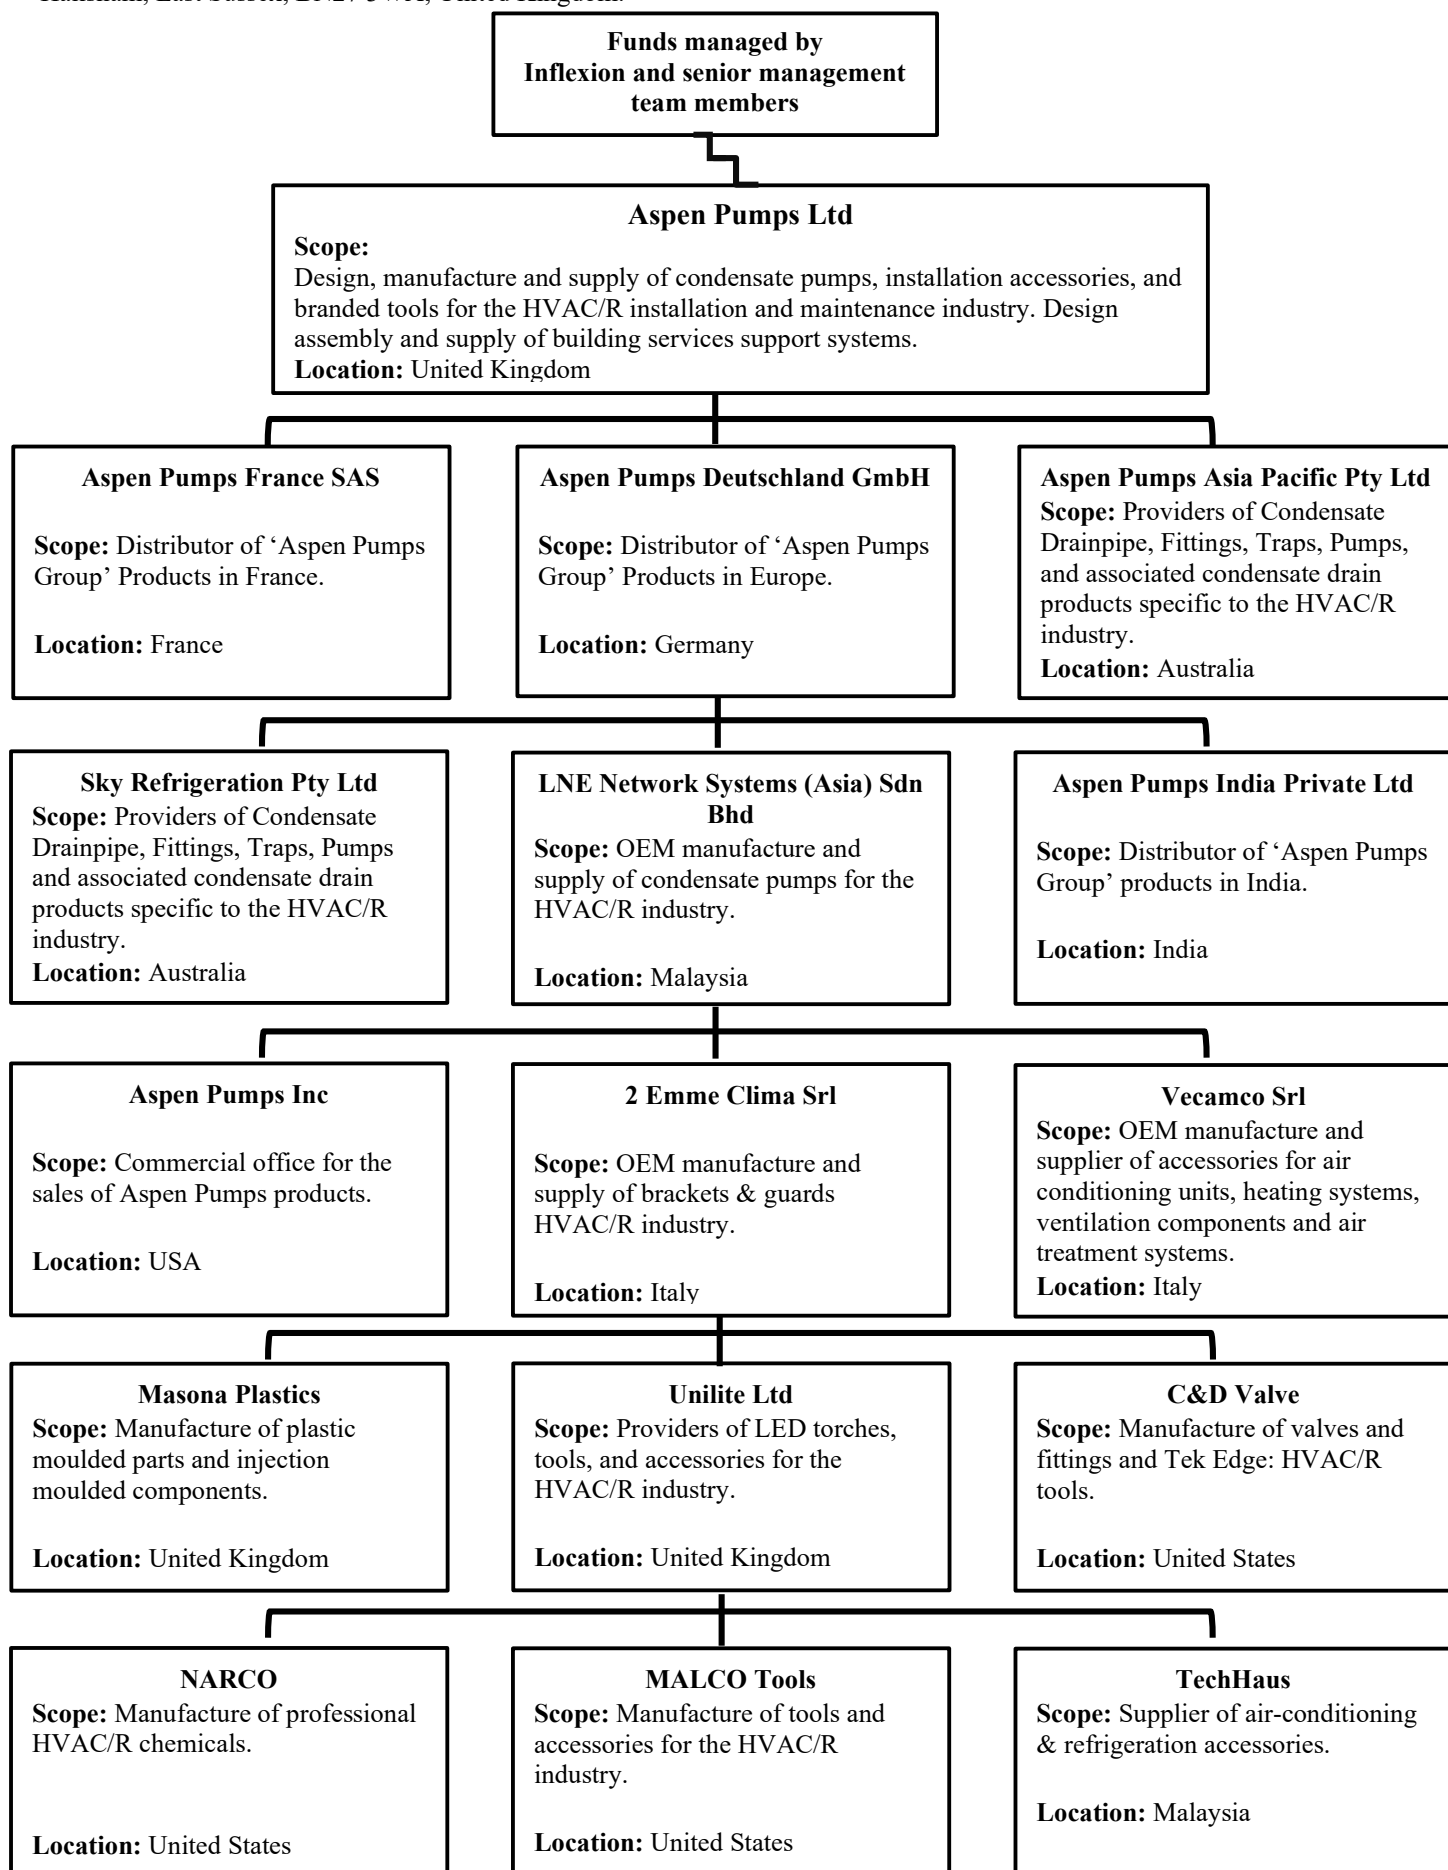 Funds managed by
Inflexion and senior management
team members
Aspen Pumps Ltd
Scope:
Design, manufacture and supply of condensate pumps, installation accessories, and
branded tools for the HVAC/R installation and maintenance industry. Design
assembly and supply of building services support systems.
Location: United Kingdom
Aspen Pumps France SAS
Scope: Distributor of ‘Aspen Pumps
Group’ Products in France.
Location: France
Aspen Pumps Deutschland GmbH
Scope: Distributor of ‘Aspen Pumps
Group’ Products in Europe.
Location: Germany
Aspen Pumps Asia Pacific Pty Ltd
Scope: Providers of Condensate
Drainpipe, Fittings, Traps, Pumps,
and associated condensate drain
products specific to the HVAC/R
industry.
Location: Australia
Sky Refrigeration Pty Ltd
Scope: Providers of Condensate
Drainpipe, Fittings, Traps, Pumps
and associated condensate drain
products specific to the HVAC/R
industry.
Location: Australia
LNE Network Systems (Asia) Sdn
Bhd
Scope: OEM manufacture and
supply of condensate pumps for the
HVAC/R industry.
Location: Malaysia
Aspen Pumps India Private Ltd
Scope: Distributor of ‘Aspen Pumps
Group’ products in India.
Location: India
Aspen Pumps Inc
Scope: Commercial office for the
sales of Aspen Pumps products.
Location: USA
2 Emme Clima Srl
Scope: OEM manufacture and
supply of brackets & guards
HVAC/R industry.
Location: Italy
Vecamco Srl
Scope: OEM manufacture and
supplier of accessories for air
conditioning units, heating systems,
ventilation components and air
treatment systems.
Location: Italy
Masona Plastics
Scope: Manufacture of plastic
moulded parts and injection
moulded components.
Location: United Kingdom
Unilite Ltd
Scope: Providers of LED torches,
tools, and accessories for the
HVAC/R industry.
Location: United Kingdom
C&D Valve
Scope: Manufacture of valves and
fittings and Tek Edge: HVAC/R
tools.
Location: United States
NARCO
Scope: Manufacture of professional
HVAC/R chemicals.
Location: United States
MALCO Tools
Scope: Manufacture of tools and
accessories for the HVAC/R
industry.
Location: United States
TechHaus
Scope: Supplier of air-conditioning
& refrigeration accessories.
Location: Malaysia